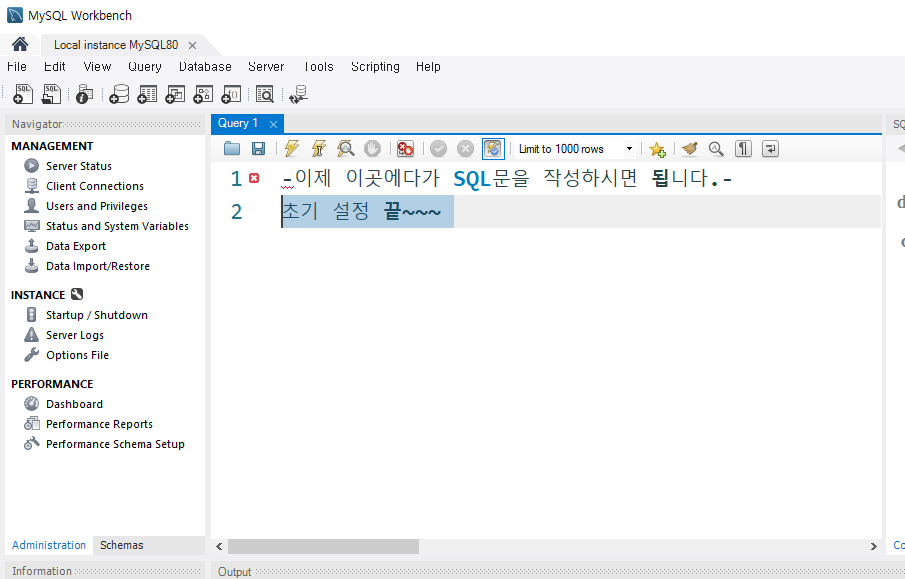 MySQL Workbench
Local instance MySQL80
File Edit View Query Database Server Tools Scripting Help
Navigator
MANAGEMENT
Server Status
Client Connections
Users and Privileges
Status and System Variables
Data Export
Data Import/Restore
INSTANCE
Startup / Shutdown
Server Logs
Options File
PERFORMANCE
Dashboard
Performance Reports
Performance Schema Setup
Administration Schemas
Information
Query 1
Limit to 1000 rows
1 -이제 이곳에다가 SQL문을 작성하시면 됩니다.-
2 초기 설정 끝~~~
Output